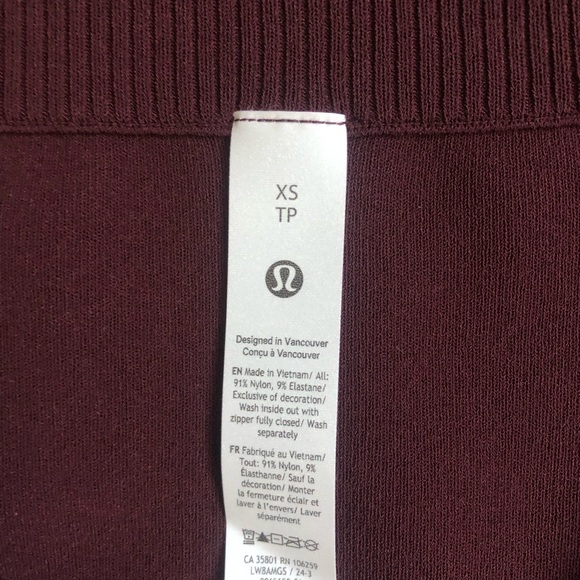 XS
TP
Designed in Vancouver
Conçu à Vancouver
EN Made in Vietnam/ All:
91% Nylon, 9% Elastane/
Exclusive of decoration/
Wash inside out with
zipper fully closed/ Wash
separately
FR Fabriqué au Vietnam/
Tout: 91% Nylon, 9%
Élasthanne/ Sauf la
décoration/ Monter
la fermeture éclair et
laver à l'envers/ Laver
séparément
CA 35801 RN 106259
LW8AMGS / 24-3